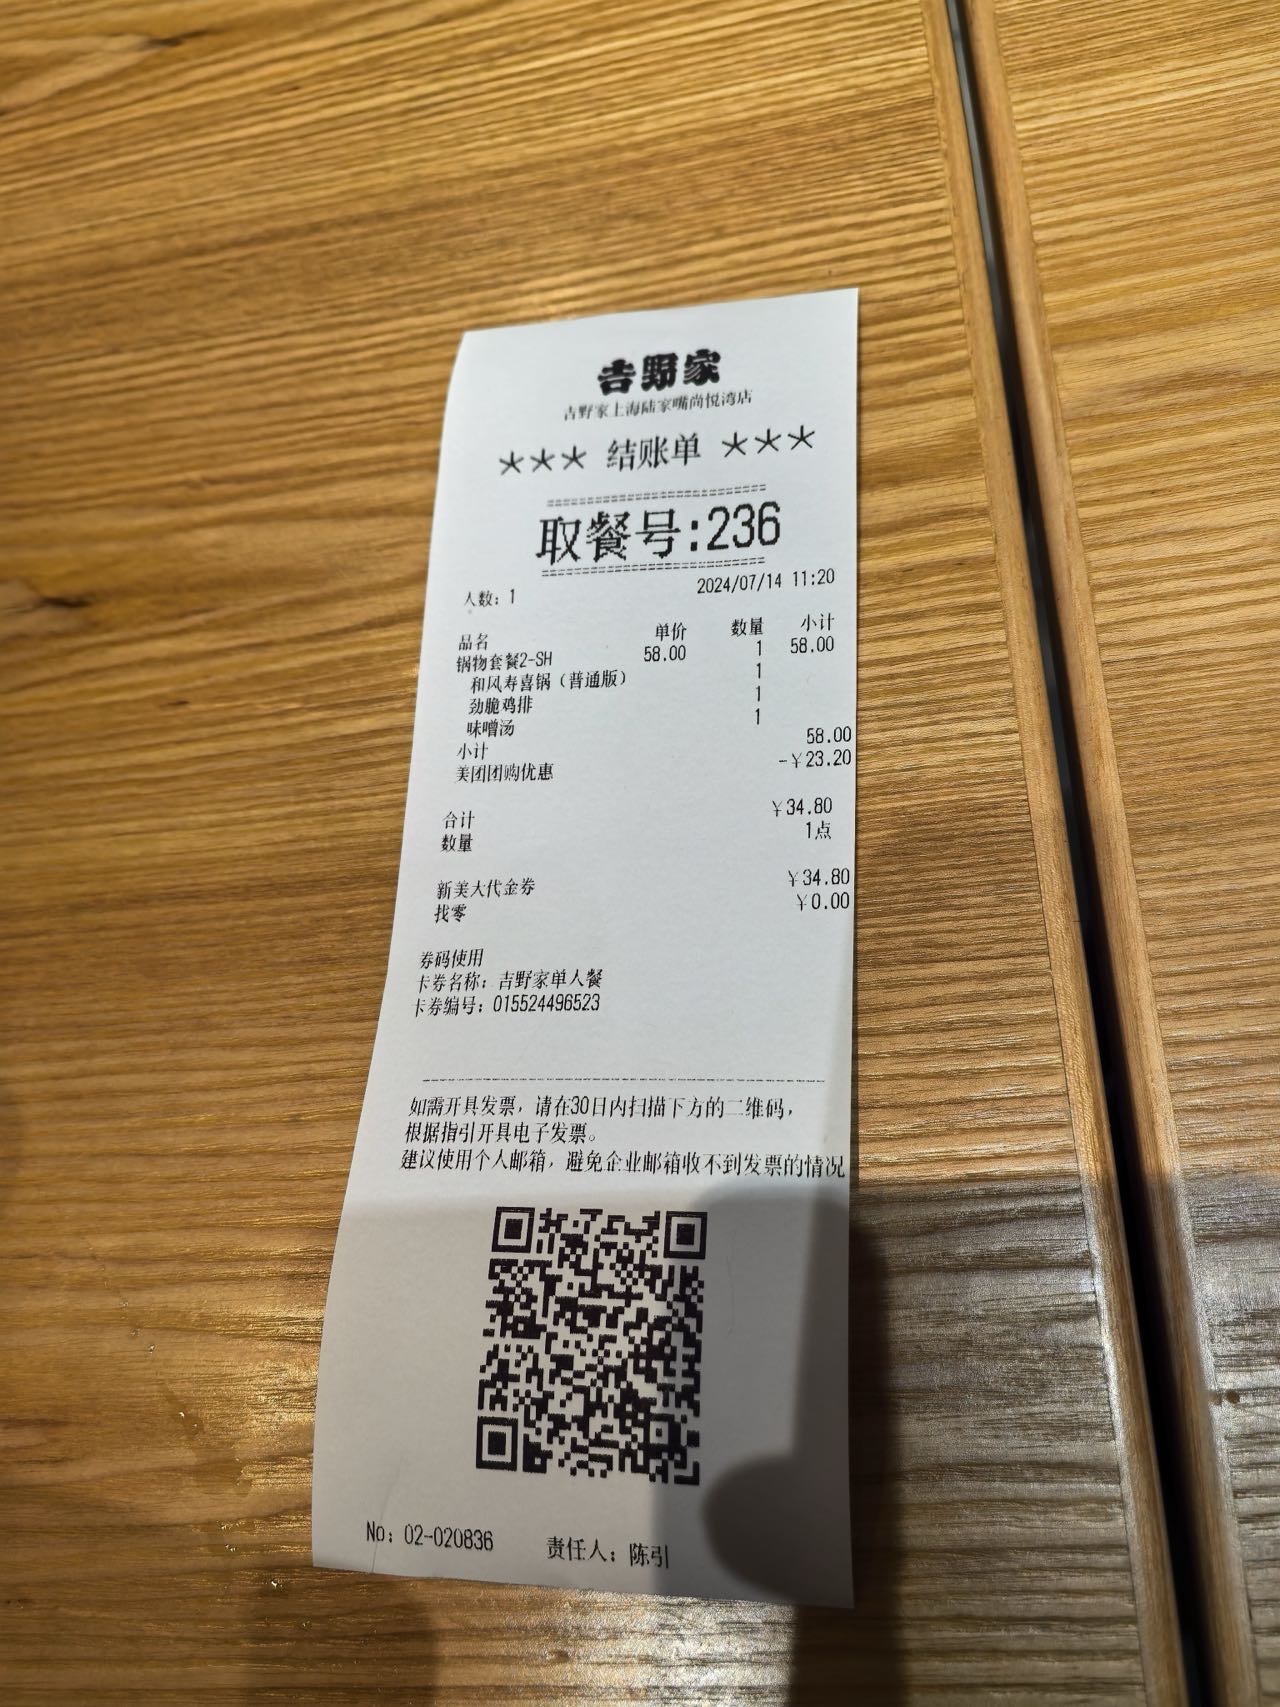 吉野家
吉野家上海陆家嘴尚悦湾店
*** 结账单 ***
取餐号:236
人数: 1 2024/07/14 11:20
品名 单价 数量 小计
锅物套餐2-SH 58.00 1 58.00
和风寿喜锅（普通版） 1
劲脆鸡排 1
味噌汤 1
小计 58.00
美团团购优惠 -￥23.20
合计 ￥34.80
数量 1点
新美大代金券 ￥34.80
找零 ￥0.00
券码使用
卡券名称: 吉野家单人餐
卡券编号: 015524496523
如需开具发票，请在30日内扫描下方的二维码，
根据指引开具电子发票。
建议使用个人邮箱，避免企业邮箱收不到发票的情况
No: 02-020836 责任人: 陈引